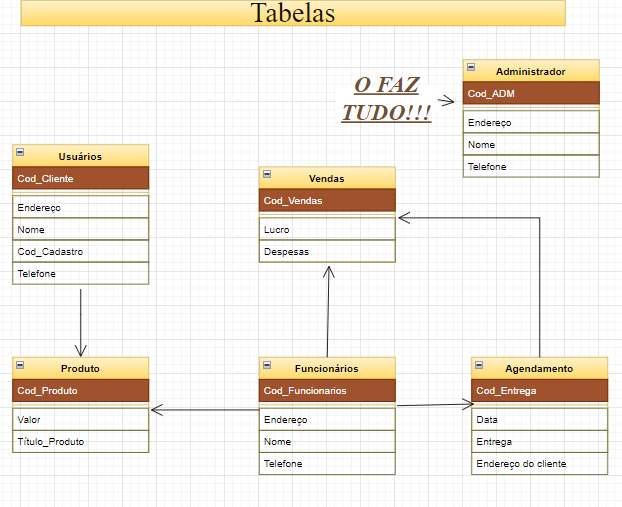 Tabelas
O FAZ
TUDO!!!
Administrador
Cod_ADM
Endereço
Nome
Telefone
Usuários
Cod_Cliente
Endereço
Nome
Cod_Cadastro
Telefone
Vendas
Cod_Vendas
Lucro
Despesas
Produto
Cod_Produto
Valor
Título_Produto
Funcionários
Cod_Funcionarios
Endereço
Nome
Telefone
Agendamento
Cod_Entrega
Data
Entrega
Endereço do cliente